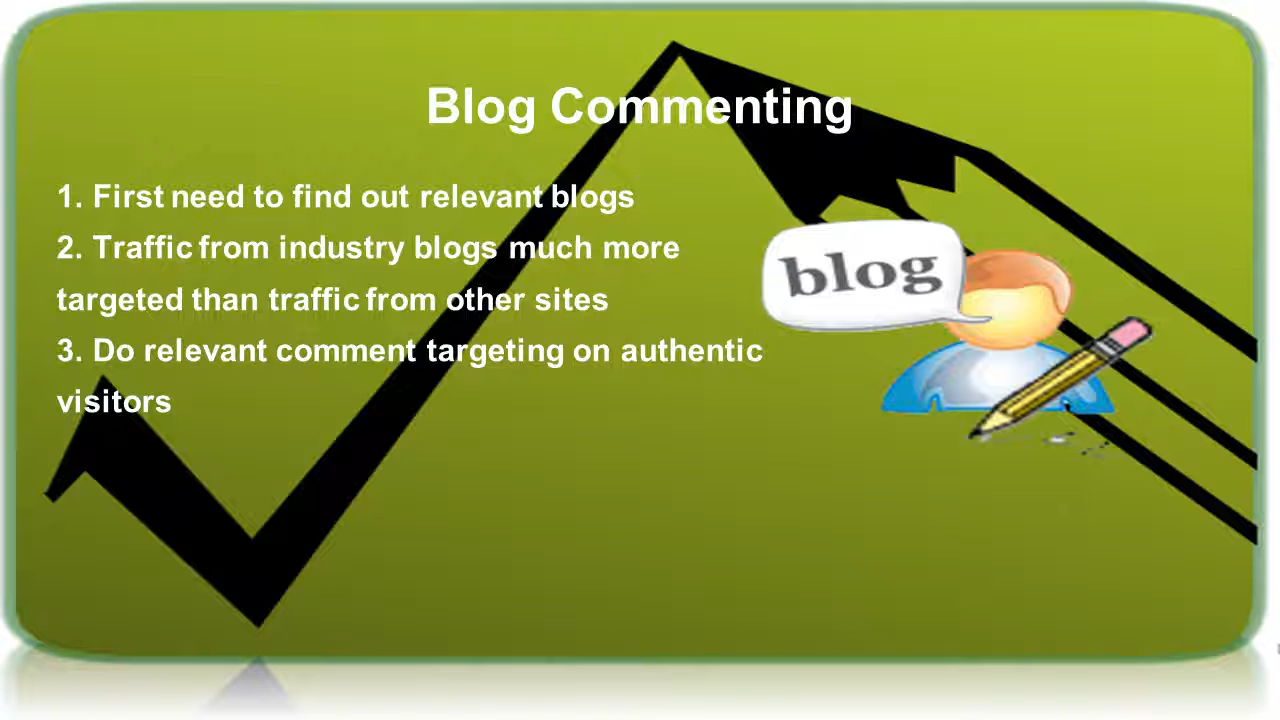 Blog Commenting
1. First need to find out relevant blogs
2. Traffic from industry blogs much more
targeted than traffic from other sites
3. Do relevant comment targeting on authentic
visitors
blog